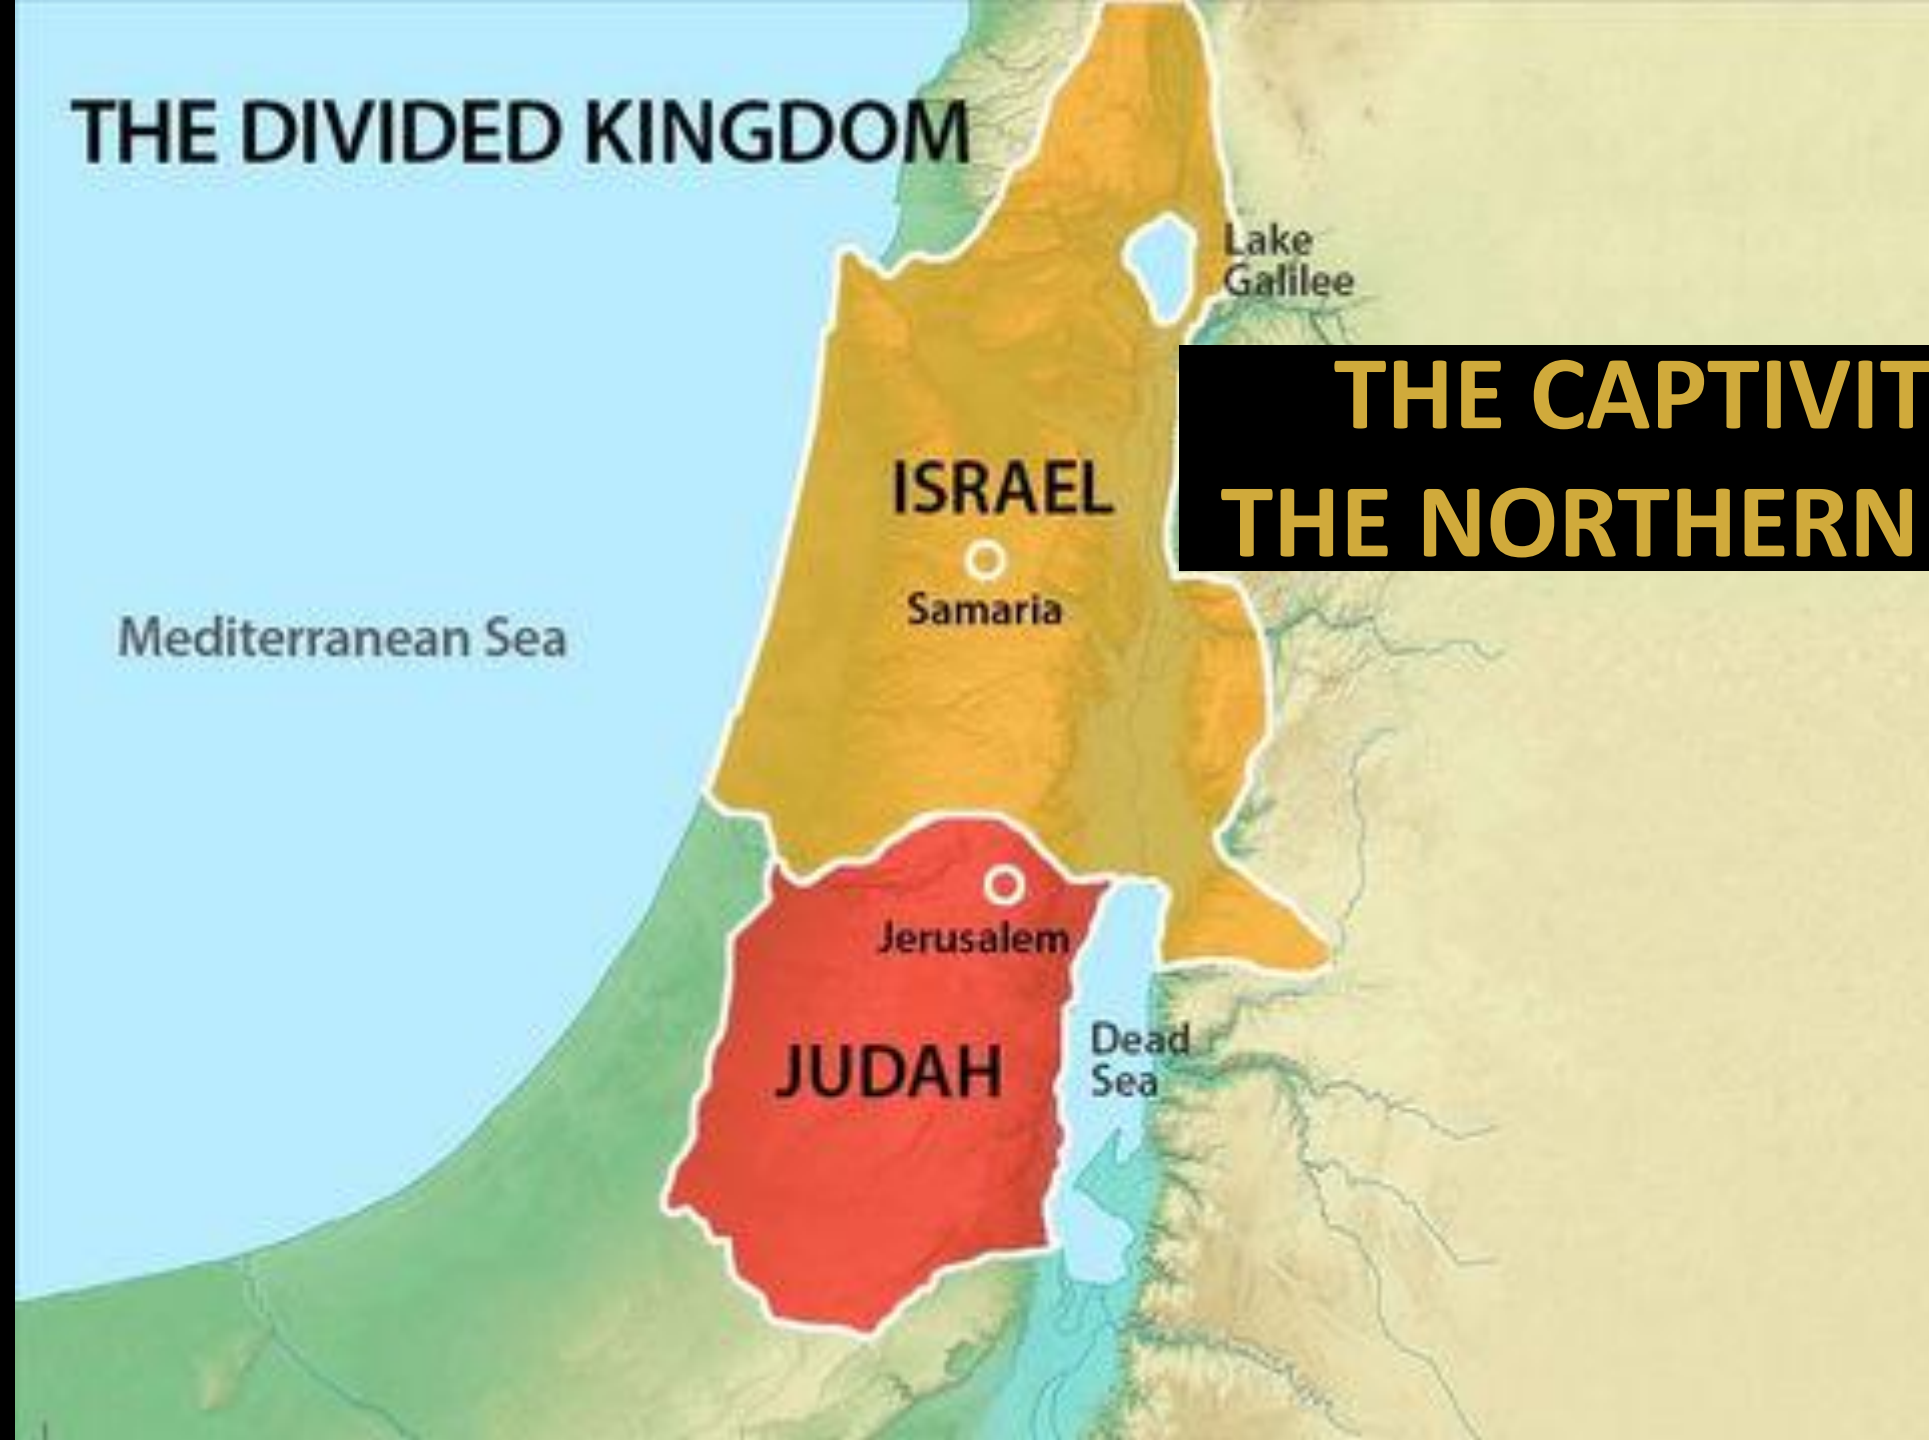 THE DIVIDED KINGDOM
Lake
Galilee
THE CAPTIVIT
THE NORTHERN
ISRAEL
Samaria
Mediterranean Sea
Jerusalem
JUDAH
Dead
Sea